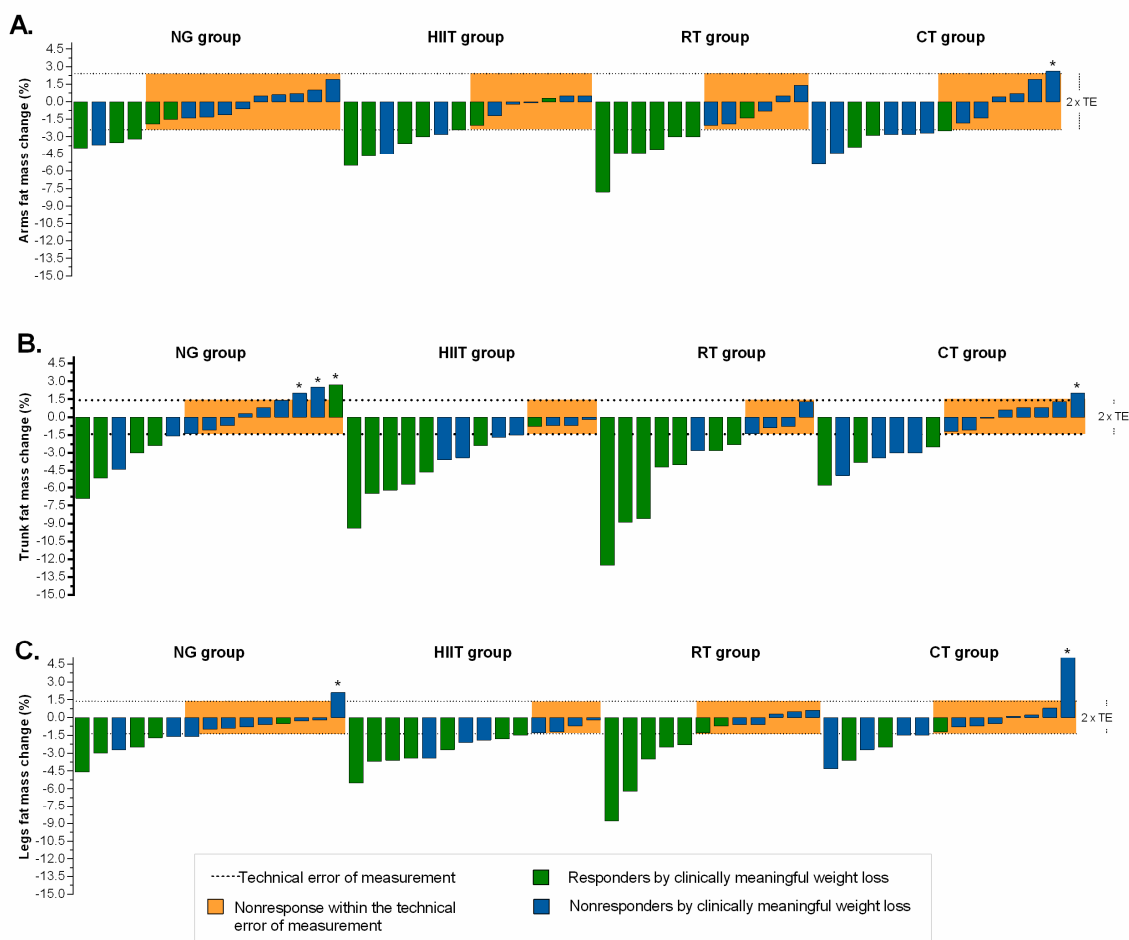 A.
NG group
HIIT group
RT group
CT group
Arms fat mass change (%)
4.5
3.0
1.5
0.0
-1.5
-3.0
-4.5
-6.0
-7.5
-9.0
-10.5
-12.0
-13.5
-15.0
*
2 x TE
B.
NG group
HIIT group
RT group
CT group
Trunk fat mass change (%)
4.5
3.0
1.5
0.0
-1.5
-3.0
-4.5
-6.0
-7.5
-9.0
-10.5
-12.0
-13.5
-15.0
* * *
*
2 x TE
C.
NG group
HIIT group
RT group
CT group
Legs fat mass change (%)
4.5
3.0
1.5
0.0
-1.5
-3.0
-4.5
-6.0
-7.5
-9.0
-10.5
-12.0
-13.5
-15.0
*
*
2 x TE
Technical error of measurement
Responders by clinically meaningful weight loss
Nonresponse within the technical
error of measurement
Nonresponders by clinically meaningful weight loss